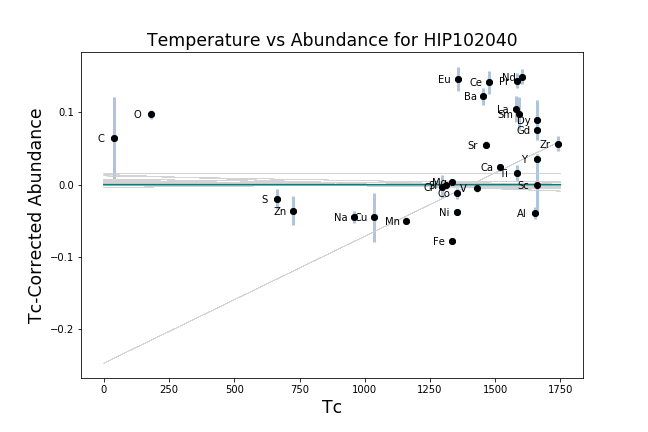 Temperature vs Abundance for HIP102040
Tc-Corrected Abundance
0.1
0.0
−0.1
−0.2
C
O
S
Zn
Na
Cu
Mn
Fe
Ni
Co
V
Mg
Sr
Ca
Ti
Eu
Ce
Ba
Nd
Pr
La
Sm
Dy
Gd
Zr
Y
Sc
Al
0
250
500
750
1000
1250
1500
1750
Tc